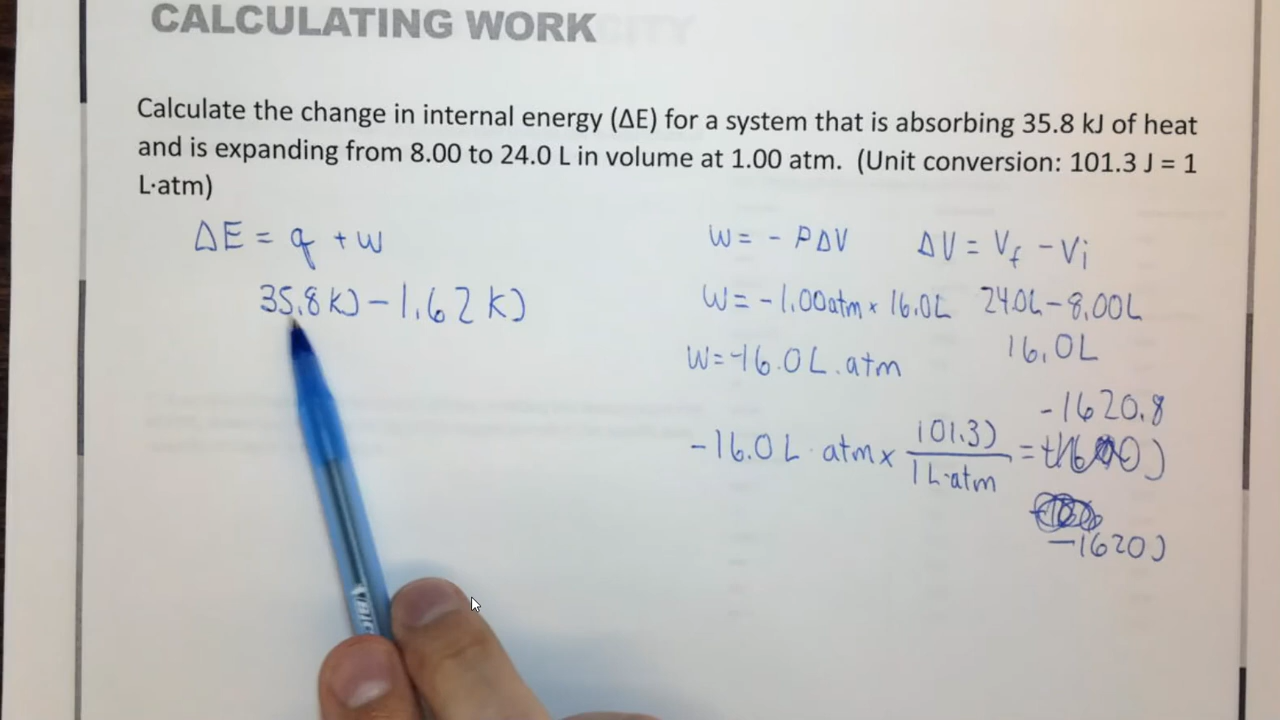 CALCULATING WORK
Calculate the change in internal energy (ΔE) for a system that is absorbing 35.8 kJ of heat
and is expanding from 8.00 to 24.0 L in volume at 1.00 atm. (Unit conversion: 101.3 J = 1
L·atm)
ΔE = q + w
35.8 kJ - 1.62 kJ
W = - PΔV
ΔV = Vf - Vi
W = -1.00atm × 16.0L
24.0L - 8.00L
16.0L
W = -16.0 L. atm
-1620.8
-16.0 L · atm × 101.3J / 1 L·atm =
-1620J